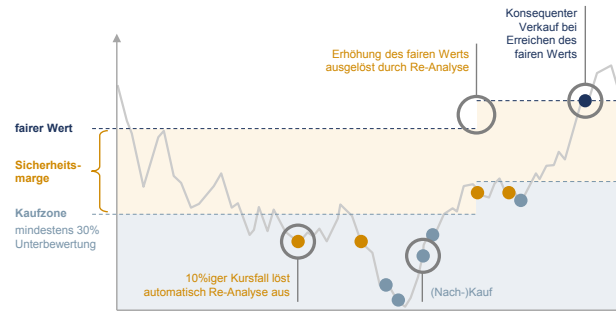 Konsequenter
Verkauf bei
Erreichen des
fairen Werts
Erhöhung des fairen Werts
ausgelöst durch Re-Analyse
fairer Wert
Sicherheits-
marge
Kaufzone
mindestens 30%
Unterbewertung
10%iger Kursfall löst
automatisch Re-Analyse aus
(Nach-)Kauf